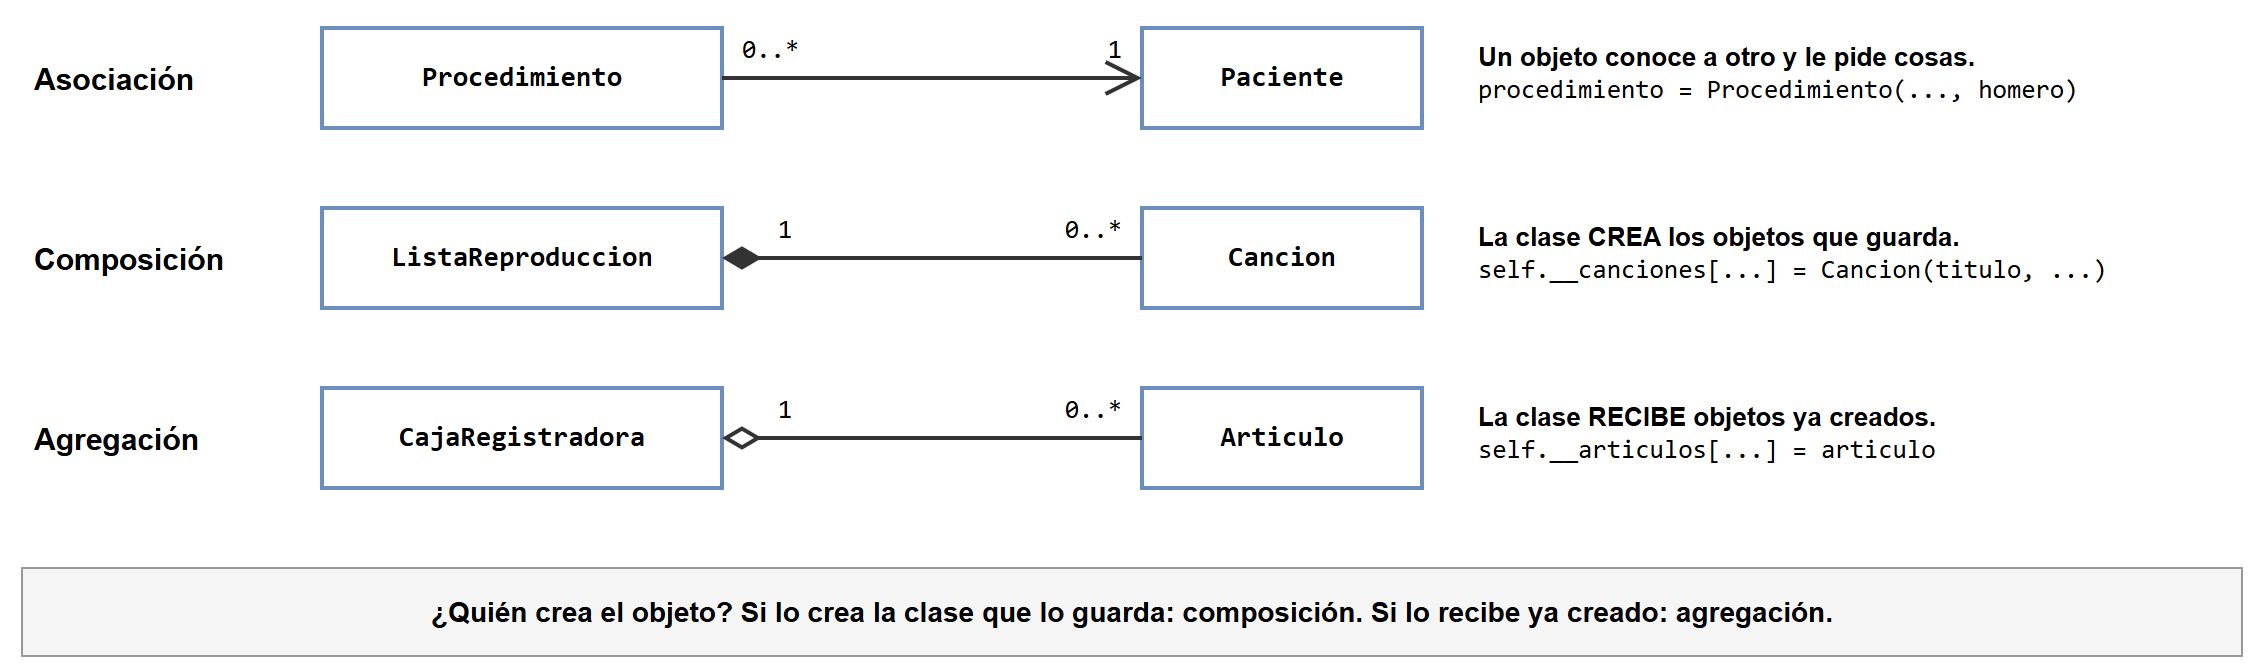 Asociación
Procedimiento
0..*
1
Paciente
Un objeto conoce a otro y le pide cosas.
procedimiento = Procedimiento(..., homero)
Composición
ListaReproduccion
1
0..*
Cancion
La clase CREA los objetos que guarda.
self.__canciones[...] = Cancion(titulo, ...)
Agregación
CajaRegistradora
1
0..*
Articulo
La clase RECIBE objetos ya creados.
self.__articulos[...] = articulo
¿Quién crea el objeto? Si lo crea la clase que lo guarda: composición. Si lo recibe ya creado: agregación.